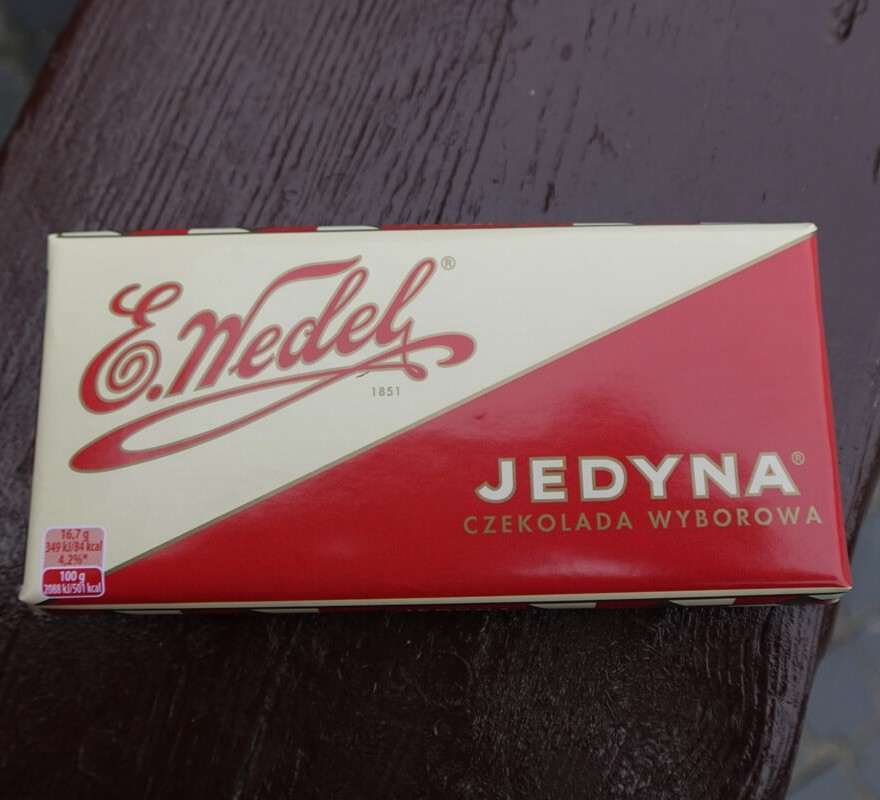 E. Wedel®
1851
JEDYNA®
CZEKOLADA WYBOROWA
16,7 g
349 kJ/84 kcal
4,2%*
100 g
2088 kJ/501 kcal